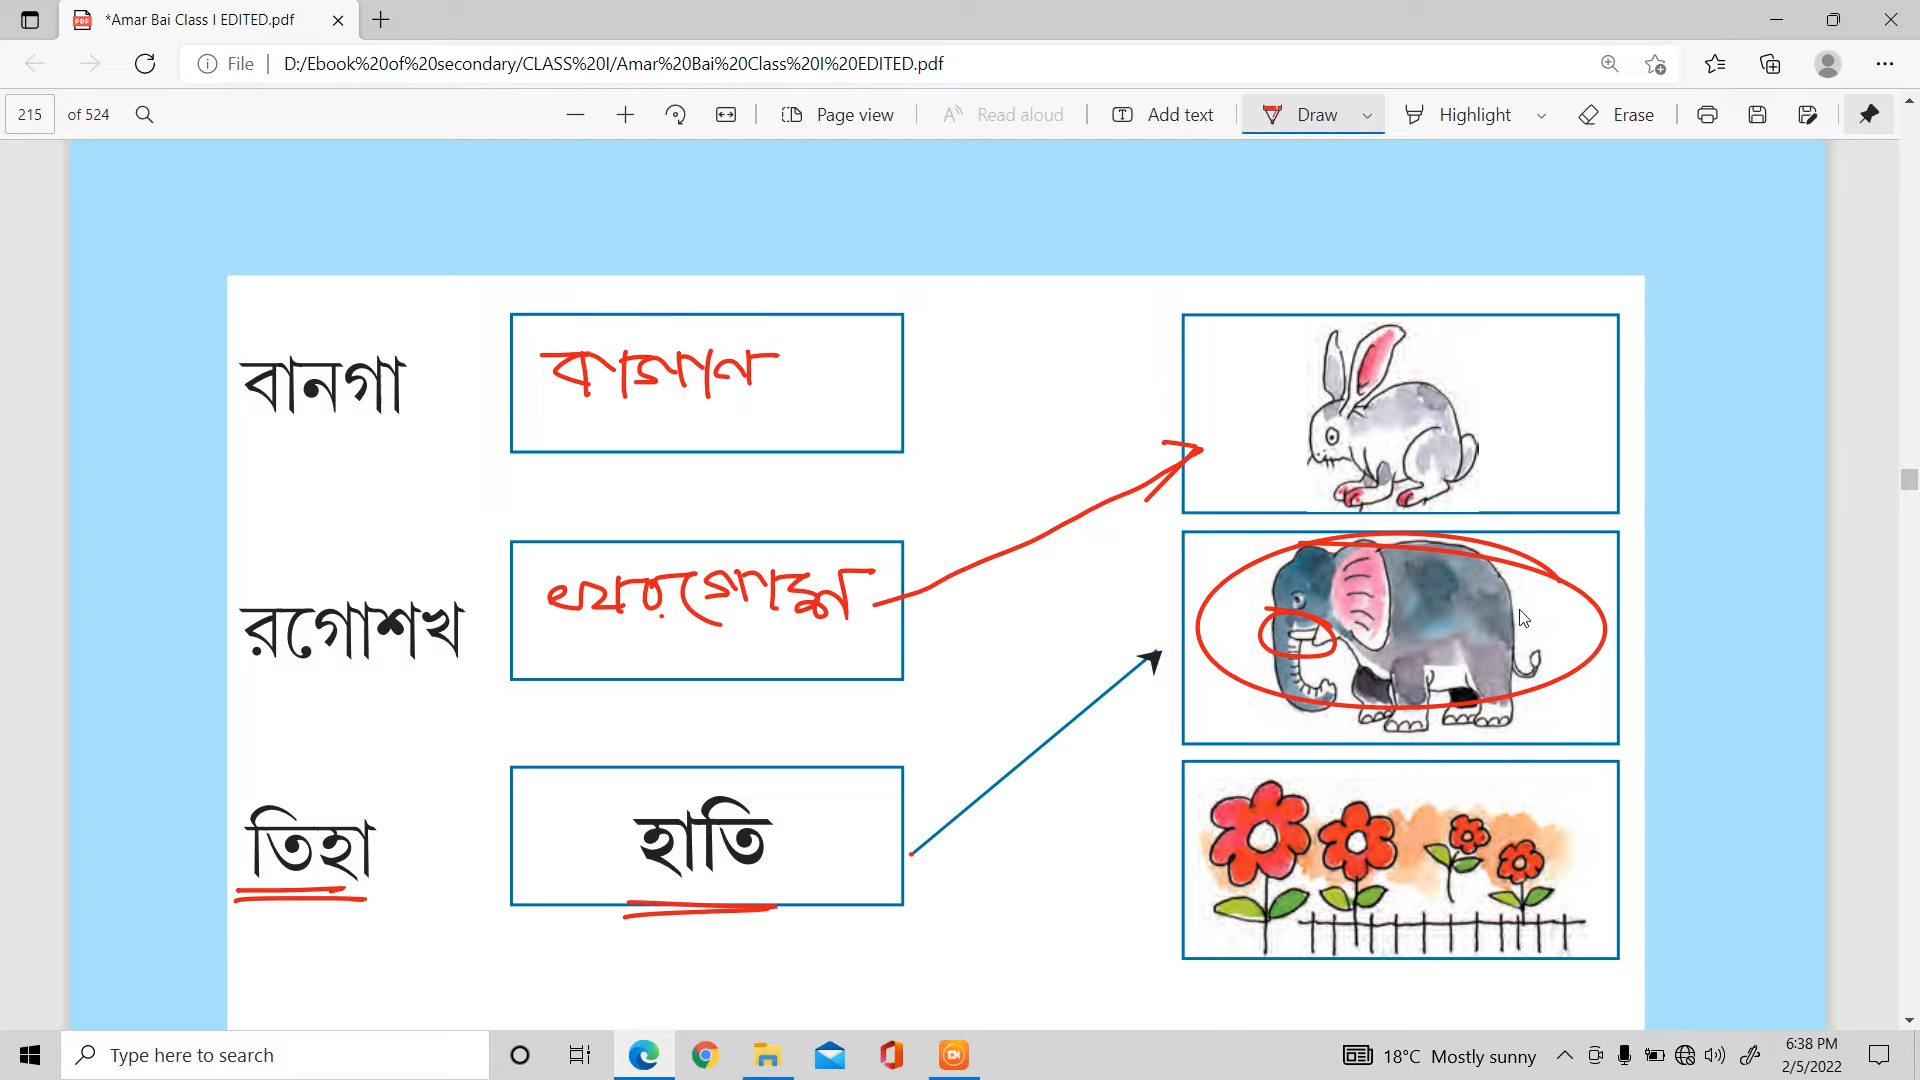 *Amar Bai Class I EDITED.pdf
File
D:/Ebook%20of%20secondary/CLASS%20I/Amar%20Bai%20Class%20I%20EDITED.pdf
215 of 524
Page view
Read aloud
Add text
Draw
Highlight
Erase
বানগা
বাগান
রগোশখ
খরগোশ
তিহা
হাতি
Type here to search
18°C Mostly sunny
6:38 PM
2/5/2022